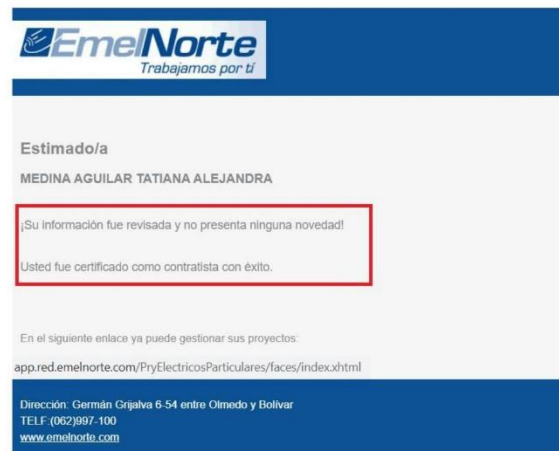 EmelNorte
Trabajamos por tí
Estimado/a
MEDINA AGUILAR TATIANA ALEJANDRA
¡Su información fue revisada y no presenta ninguna novedad!
Usted fue certificado como contratista con éxito.
En el siguiente enlace ya puede gestionar sus proyectos:
app.red.emelnorte.com/PryElectricosParticulares/faces/index.xhtml
Dirección: Germán Grijalva 6-54 entre Olmedo y Bolívar
TELF:(062)997-100
www.emelnorte.com